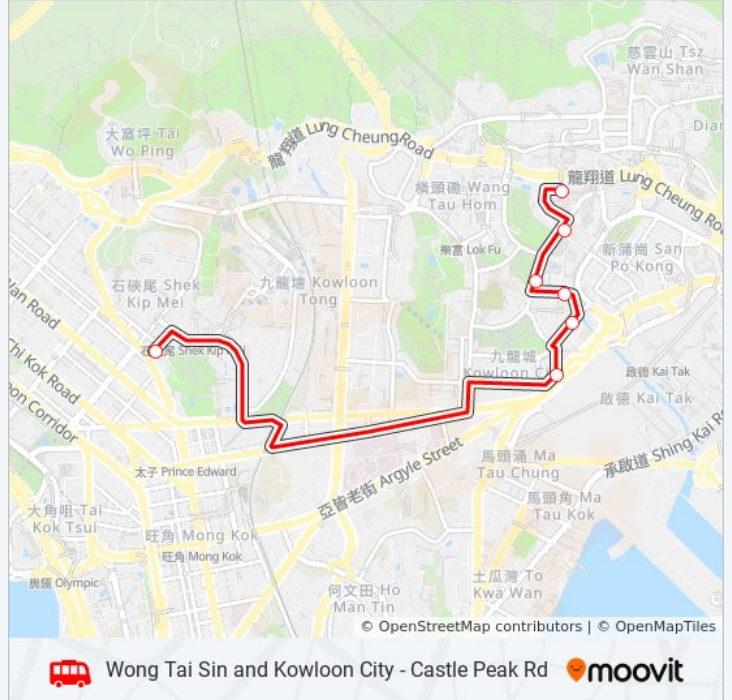 慈雲山 Tsz
Wan Shan
大窩坪 Tai
Wo Ping
龍翔道 Lung Cheung Road
Dian
橫頭磡 Wang
Tau Hom
龍翔道 Lung Cheung Ro
樂富 Lok Fu
新蒲崗 San
Po Kong
石硤尾 Shek
Kip Mei
九龍塘 Kowloon
Tong
an Road
Shek Kip
九龍城
Kowloon C
啟德 Kai Tak
啟德 Kai Tak
Chi Kok Road
oon Corridor
太子 Prince Edward
亞皆老街 Argyle Street
馬頭涌 Ma
Tau Chung
承啟道 Shing Kai R
馬頭角 Ma
Tau Kok
大角咀 Tai
Kok Tsui
旺角 Mong Kok
旺角 Mong Kok
奧運 Olympic
何文田 Ho
Man Tin
土瓜灣 To
Kwa Wan
© OpenStreetMap contributors | © OpenMapTiles
Wong Tai Sin and Kowloon City - Castle Peak Rd
moovit